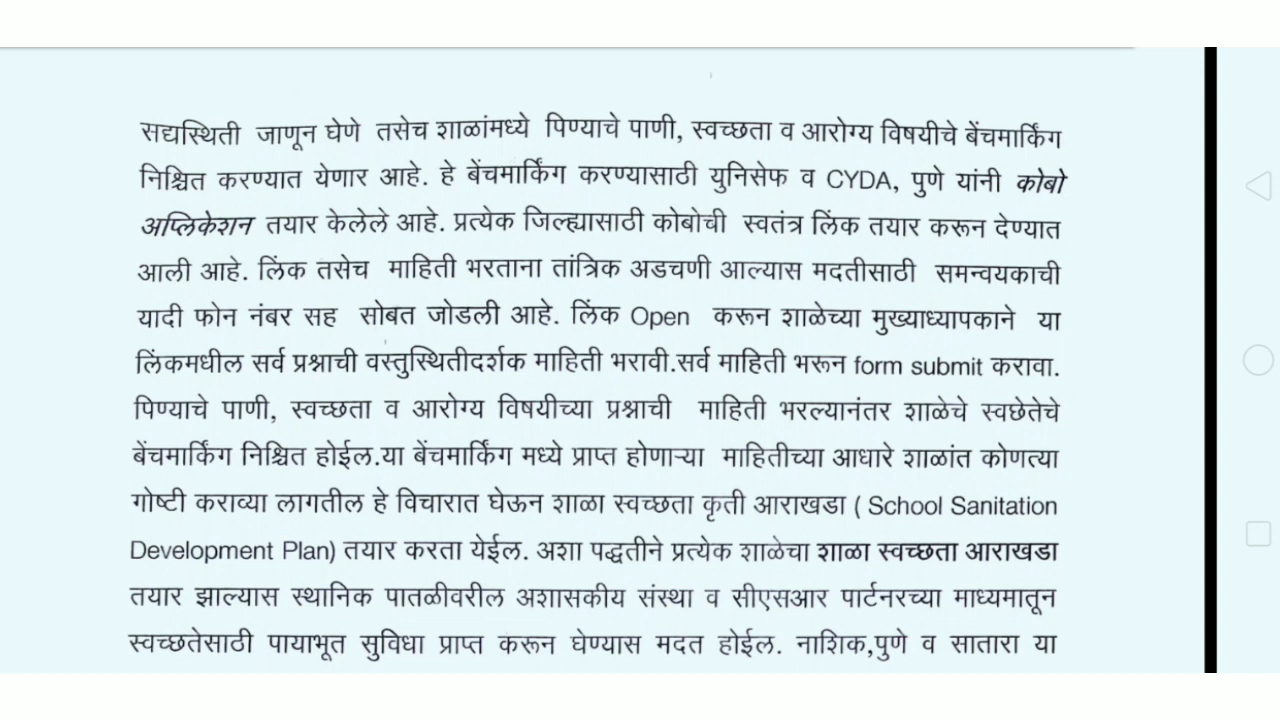 सद्यस्थिती जाणून घेणे तसेच शाळांमध्ये पिण्याचे पाणी, स्वच्छता व आरोग्य विषयीचे बेंचमार्किंग
निश्चित करण्यात येणार आहे. हे बेंचमार्किंग करण्यासाठी युनिसेफ व CYDA, पुणे यांनी कोबो
अप्लिकेशन तयार केलेले आहे. प्रत्येक जिल्ह्यासाठी कोबोची स्वतंत्र लिंक तयार करून देण्यात
आली आहे. लिंक तसेच माहिती भरताना तांत्रिक अडचणी आल्यास मदतीसाठी समन्वयकाची
यादी फोन नंबर सह सोबत जोडली आहे. लिंक Open करून शाळेच्या मुख्याध्यापकाने या
लिंकमधील सर्व प्रश्नाची वस्तुस्थितीदर्शक माहिती भरावी.सर्व माहिती भरून form submit करावा.
पिण्याचे पाणी, स्वच्छता व आरोग्य विषयीच्या प्रश्नाची माहिती भरल्यानंतर शाळेचे स्वछेतेचे
बेंचमार्किंग निश्चित होईल.या बेंचमार्किंग मध्ये प्राप्त होणाऱ्या माहितीच्या आधारे शाळांत कोणत्या
गोष्टी कराव्या लागतील हे विचारात घेऊन शाळा स्वच्छता कृती आराखडा ( School Sanitation
Development Plan) तयार करता येईल. अशा पद्धतीने प्रत्येक शाळेचा शाळा स्वच्छता आराखडा
तयार झाल्यास स्थानिक पातळीवरील अशासकीय संस्था व सीएसआर पार्टनरच्या माध्यमातून
स्वच्छतेसाठी पायाभूत सुविधा प्राप्त करून घेण्यास मदत होईल. नाशिक,पुणे व सातारा या